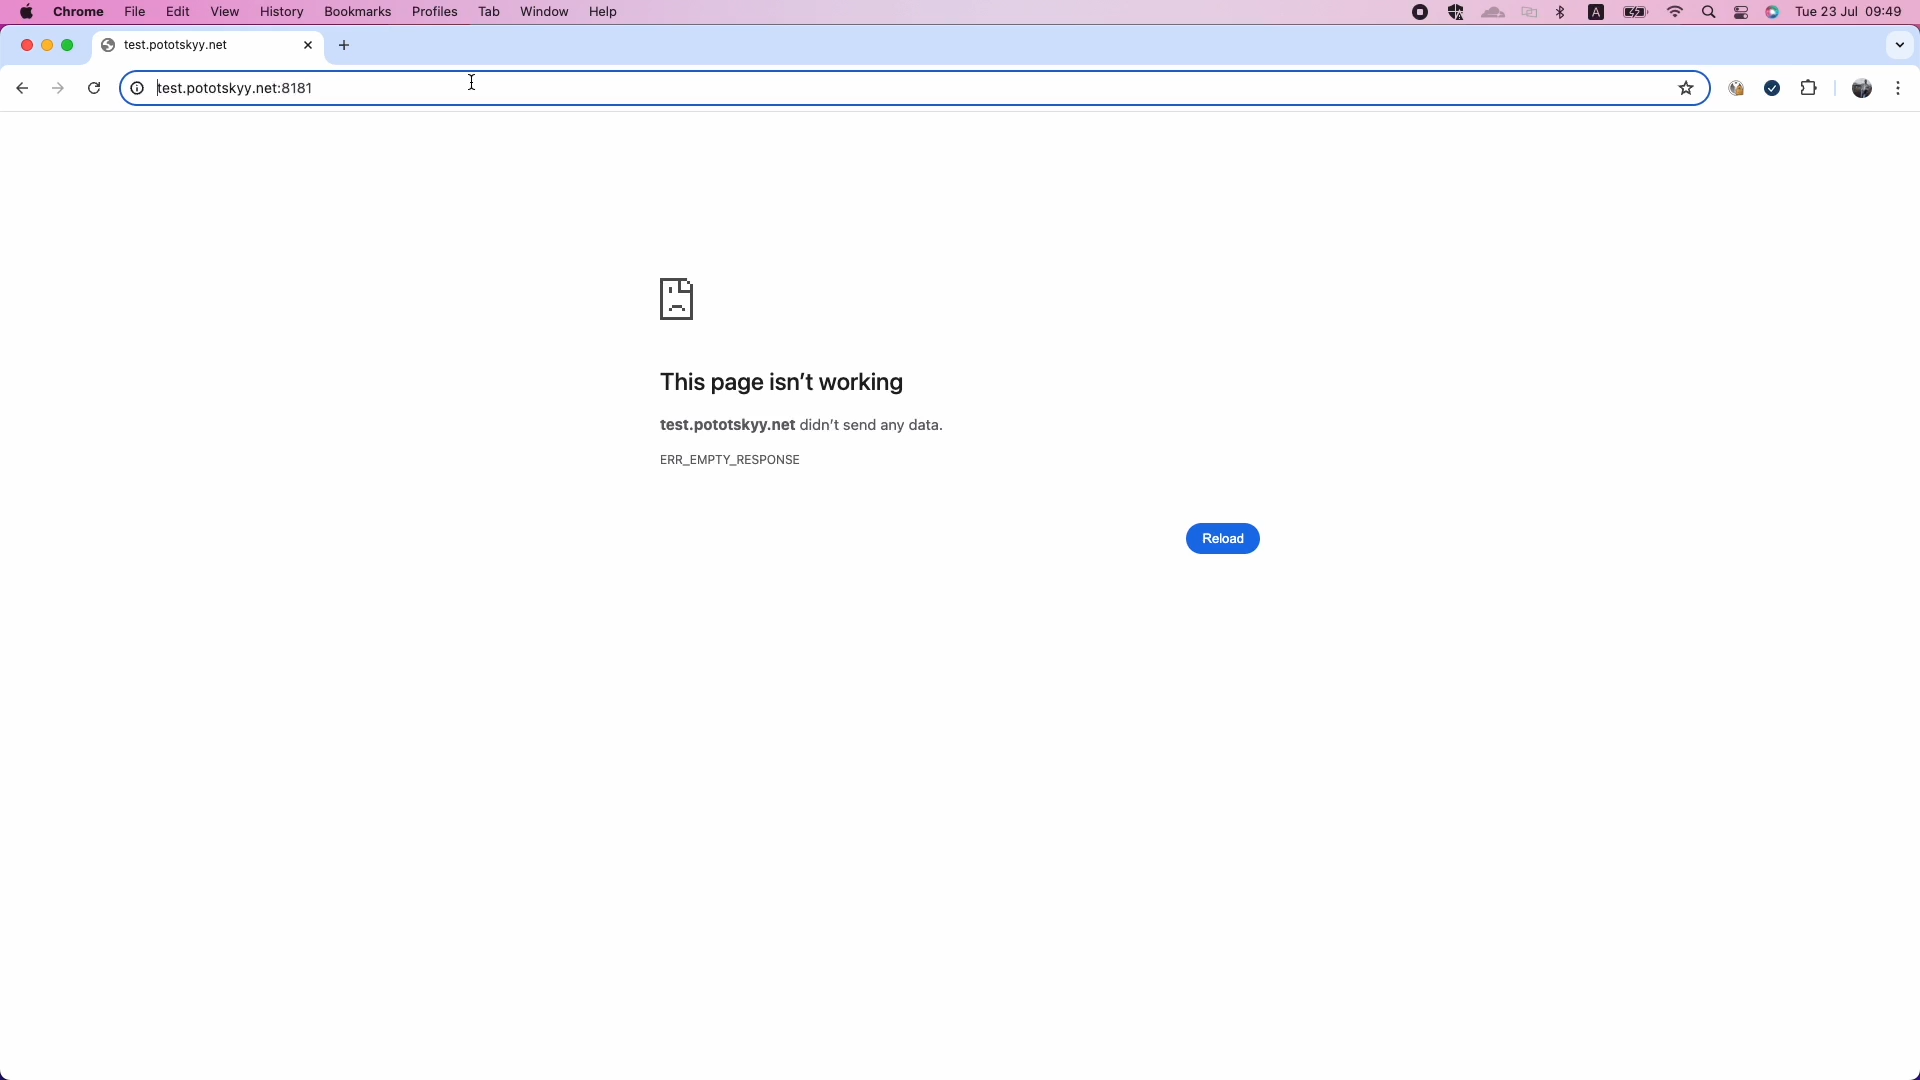 Chrome File Edit View History Bookmarks Profiles Tab Window Help A Tue 23 Jul 09:49
test.pototskyy.net
test.pototskyy.net:8181
This page isn’t working
test.pototskyy.net didn’t send any data.
ERR_EMPTY_RESPONSE
Reload